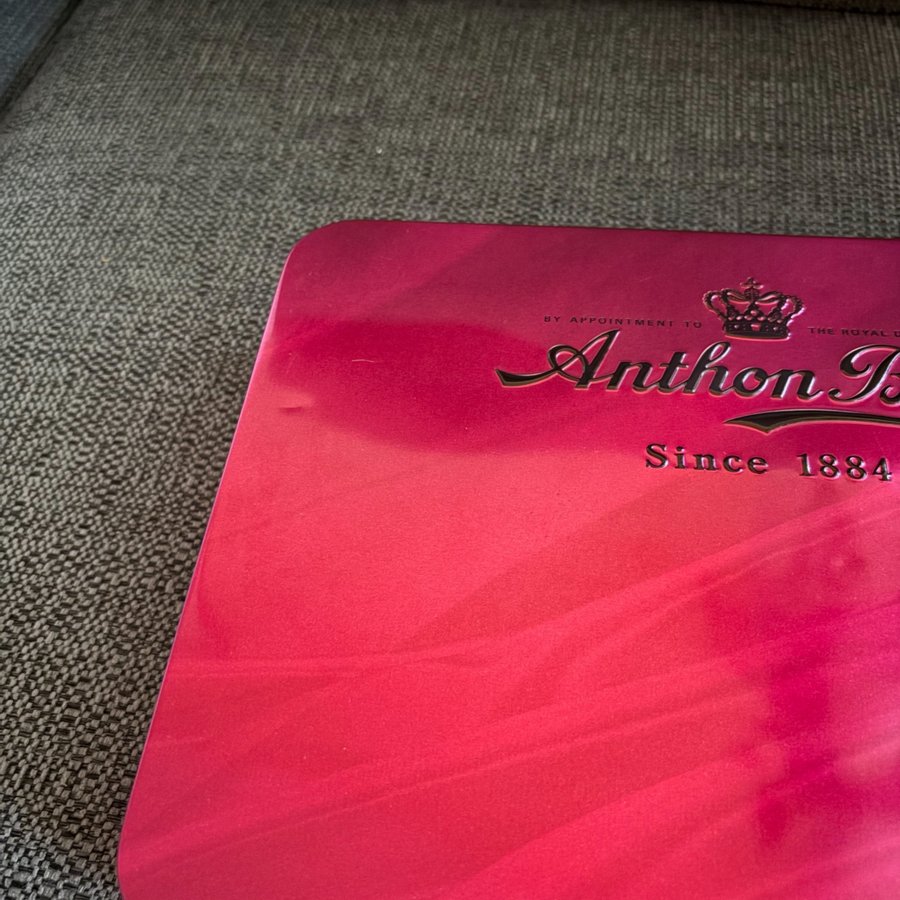 BY APPOINTMENT TO THE ROYAL D
Anthon B
Since 1884